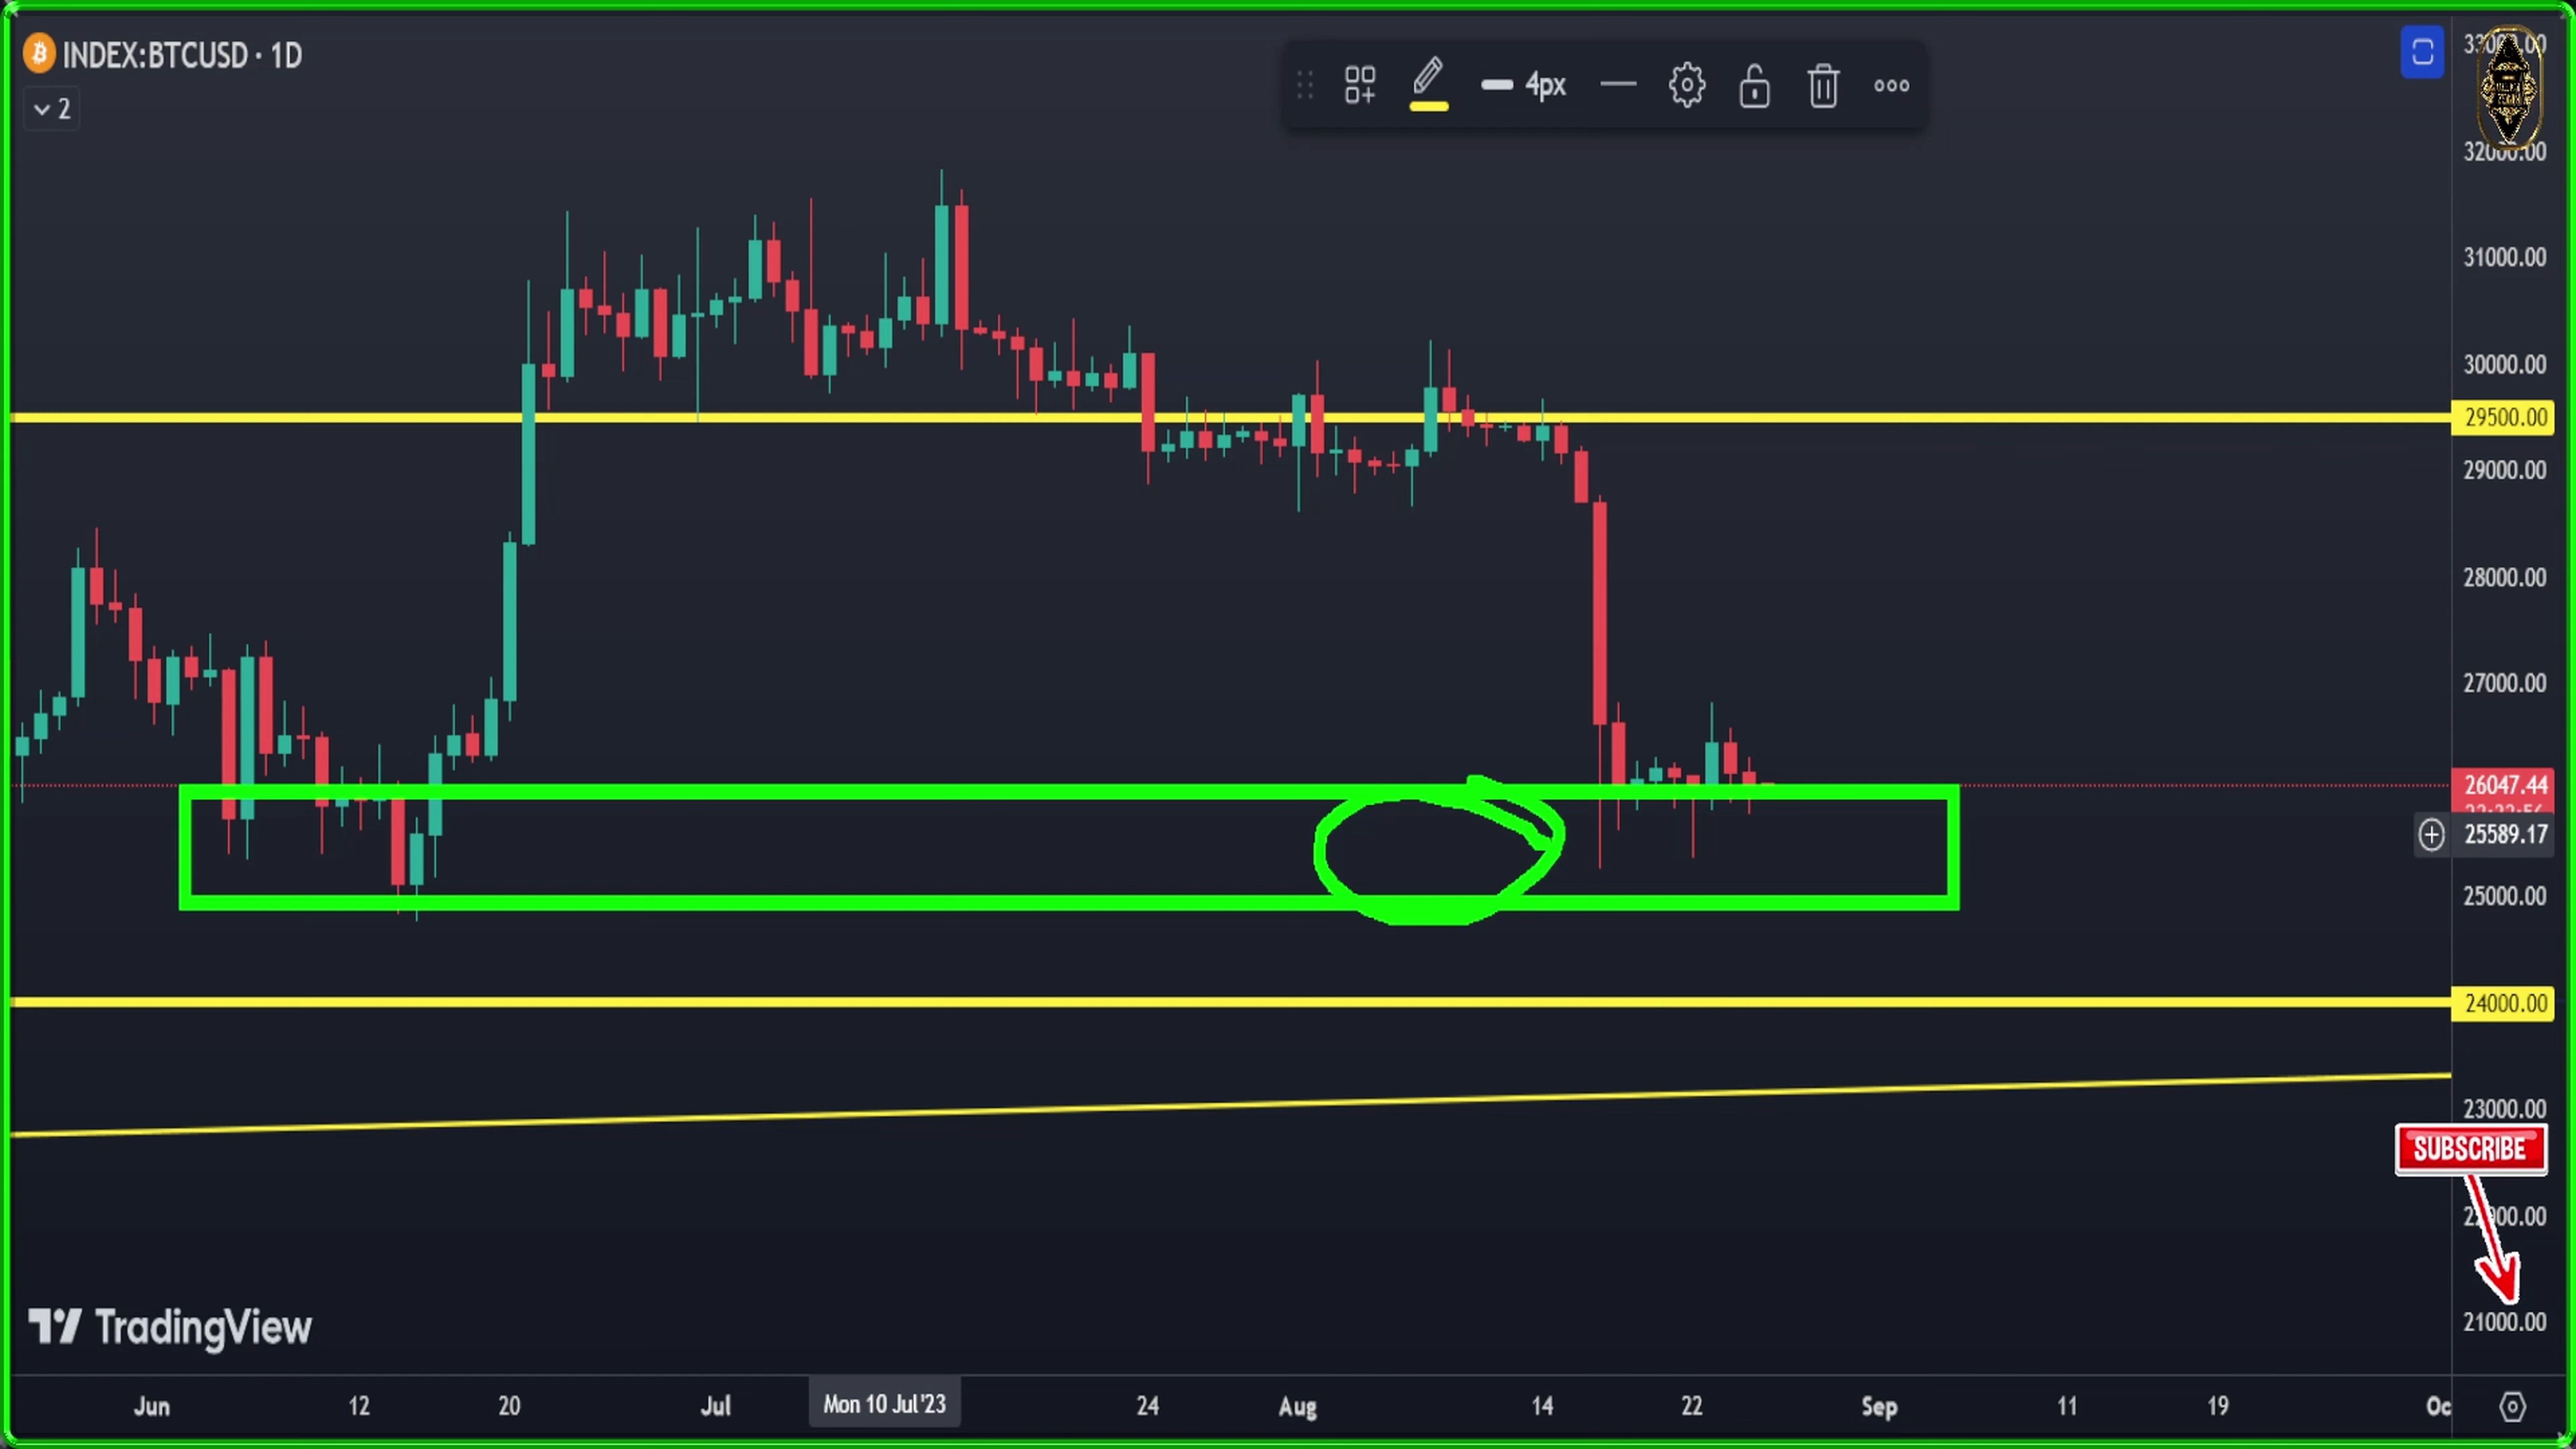 INDEX:BTCUSD · 1D
2
4px
32000.00
31000.00
30000.00
29500.00
29000.00
28000.00
27000.00
26047.44
25589.17
25000.00
24000.00
23000.00
SUBSCRIBE
21000.00
TradingView
Jun 12 20 Jul Mon 10 Jul '23 24 Aug 14 22 Sep 11 19 Oc